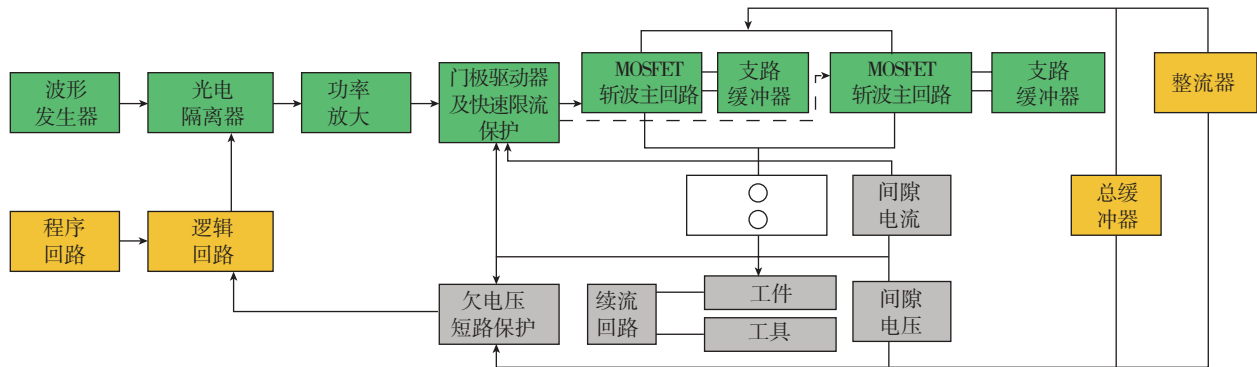 波形
发生器
光电
隔离器
功率
放大
门极驱动器
及快速限流
保护
MOSFET
斩波主回路
支路
缓冲器
MOSFET
斩波主回路
支路
缓冲器
整流器
程序
回路
逻辑
回路
间隙
电流
总缓
冲器
欠电压
短路保护
续流
回路
工件
工具
间隙
电压